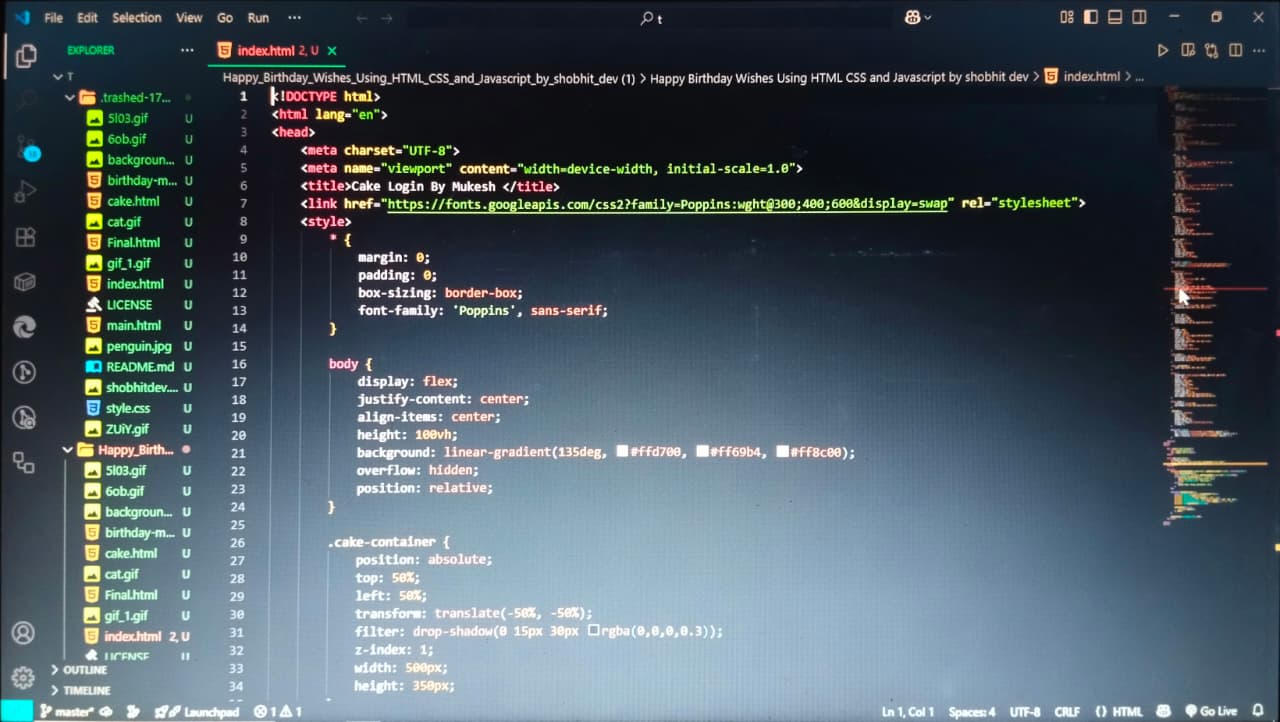 File Edit Selection View Go Run ···
t
EXPLORER ···
index.html 2, U
T
Happy_Birthday_Wishes_Using_HTML_CSS_and_Javascript_by_shobhit_dev (1) > Happy Birthday Wishes Using HTML CSS and Javascript by shobhit dev > index.html > ...
.trashed-17...
5l03.gif U
6ob.gif U
backgroun... U
birthday-m... U
cake.html U
cat.gif U
Final.html U
gif_1.gif U
index.html U
LICENSE U
main.html U
penguin.jpg U
README.md U
shobhitdev.... U
style.css U
ZUiY.gif U
Happy_Birth...
5l03.gif U
6ob.gif U
backgroun... U
birthday-m... U
cake.html U
cat.gif U
Final.html U
gif_1.gif U
index.html 2, U
LICENSE U
OUTLINE
TIMELINE
1 <!DOCTYPE html>
2 <html lang="en">
3 <head>
4 <meta charset="UTF-8">
5 <meta name="viewport" content="width=device-width, initial-scale=1.0">
6 <title>Cake Login By Mukesh </title>
7 <link href="https://fonts.googleapis.com/css2?family=Poppins:wght@300;400;600&display=swap" rel="stylesheet">
8 <style>
9 * {
10 margin: 0;
11 padding: 0;
12 box-sizing: border-box;
13 font-family: 'Poppins', sans-serif;
14 }
15
16 body {
17 display: flex;
18 justify-content: center;
19 align-items: center;
20 height: 100vh;
21 background: linear-gradient(135deg, #ffd700, #ff69b4, #ff8c00);
22 overflow: hidden;
23 position: relative;
24 }
25
26 .cake-container {
27 position: absolute;
28 top: 50%;
29 left: 50%;
30 transform: translate(-50%, -50%);
31 filter: drop-shadow(0 15px 30px rgba(0,0,0,0.3));
32 z-index: 1;
33 width: 500px;
34 height: 350px;
master* Launchpad 1 1 Ln 1, Col 1 Spaces: 4 UTF-8 CRLF {} HTML Go Live